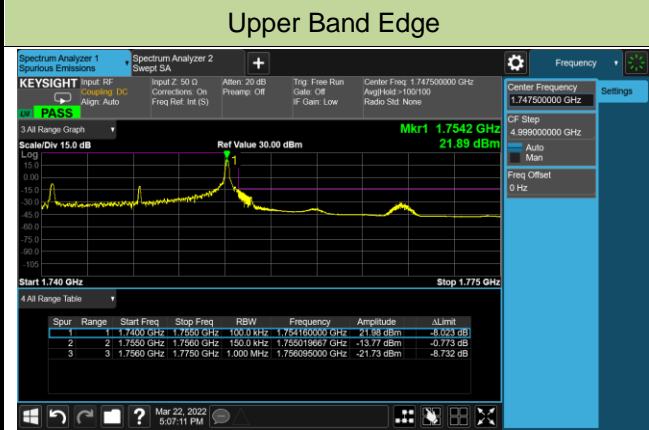 Upper Band Edge
Spectrum Analyzer 1
Spurious Emissions
Spectrum Analyzer 2
Swept SA
Frequency
KEYSIGHT
Input: RF
Coupling: DC
Align: Auto
Input Z: 50 Ω
Corrections: On
Freq Ref: Int (S)
Atten: 20 dB
Preamp: Off
Trig: Free Run
Gate: Off
IF Gain: Low
Center Freq: 1.747500000 GHz
Avg|Hold:>100/100
Radio Std: None
PASS
Center Frequency
1.747500000 GHz
Settings
CF Step
4.999000000 GHz
Auto
Man
Freq Offset
0 Hz
3 All Range Graph
Mkr1 1.7542 GHz
21.89 dBm
Scale/Div 15.0 dB
Ref Value 30.00 dBm
Log
15.0
0.00
-15.0
-30.0
-45.0
-60.0
-75.0
-90.0
-105
1
Start 1.740 GHz
Stop 1.775 GHz
4 All Range Table
Spur Range Start Freq Stop Freq RBW Frequency Amplitude ΔLimit
1 1 1.7400 GHz 1.7550 GHz 100.0 kHz 1.754160000 GHz 21.98 dBm -8.023 dB
2 2 1.7550 GHz 1.7560 GHz 150.0 kHz 1.755019667 GHz -13.77 dBm -0.773 dB
3 3 1.7560 GHz 1.7750 GHz 1.000 MHz 1.756095000 GHz -21.73 dBm -8.732 dB
Mar 22, 2022
5:07:11 PM